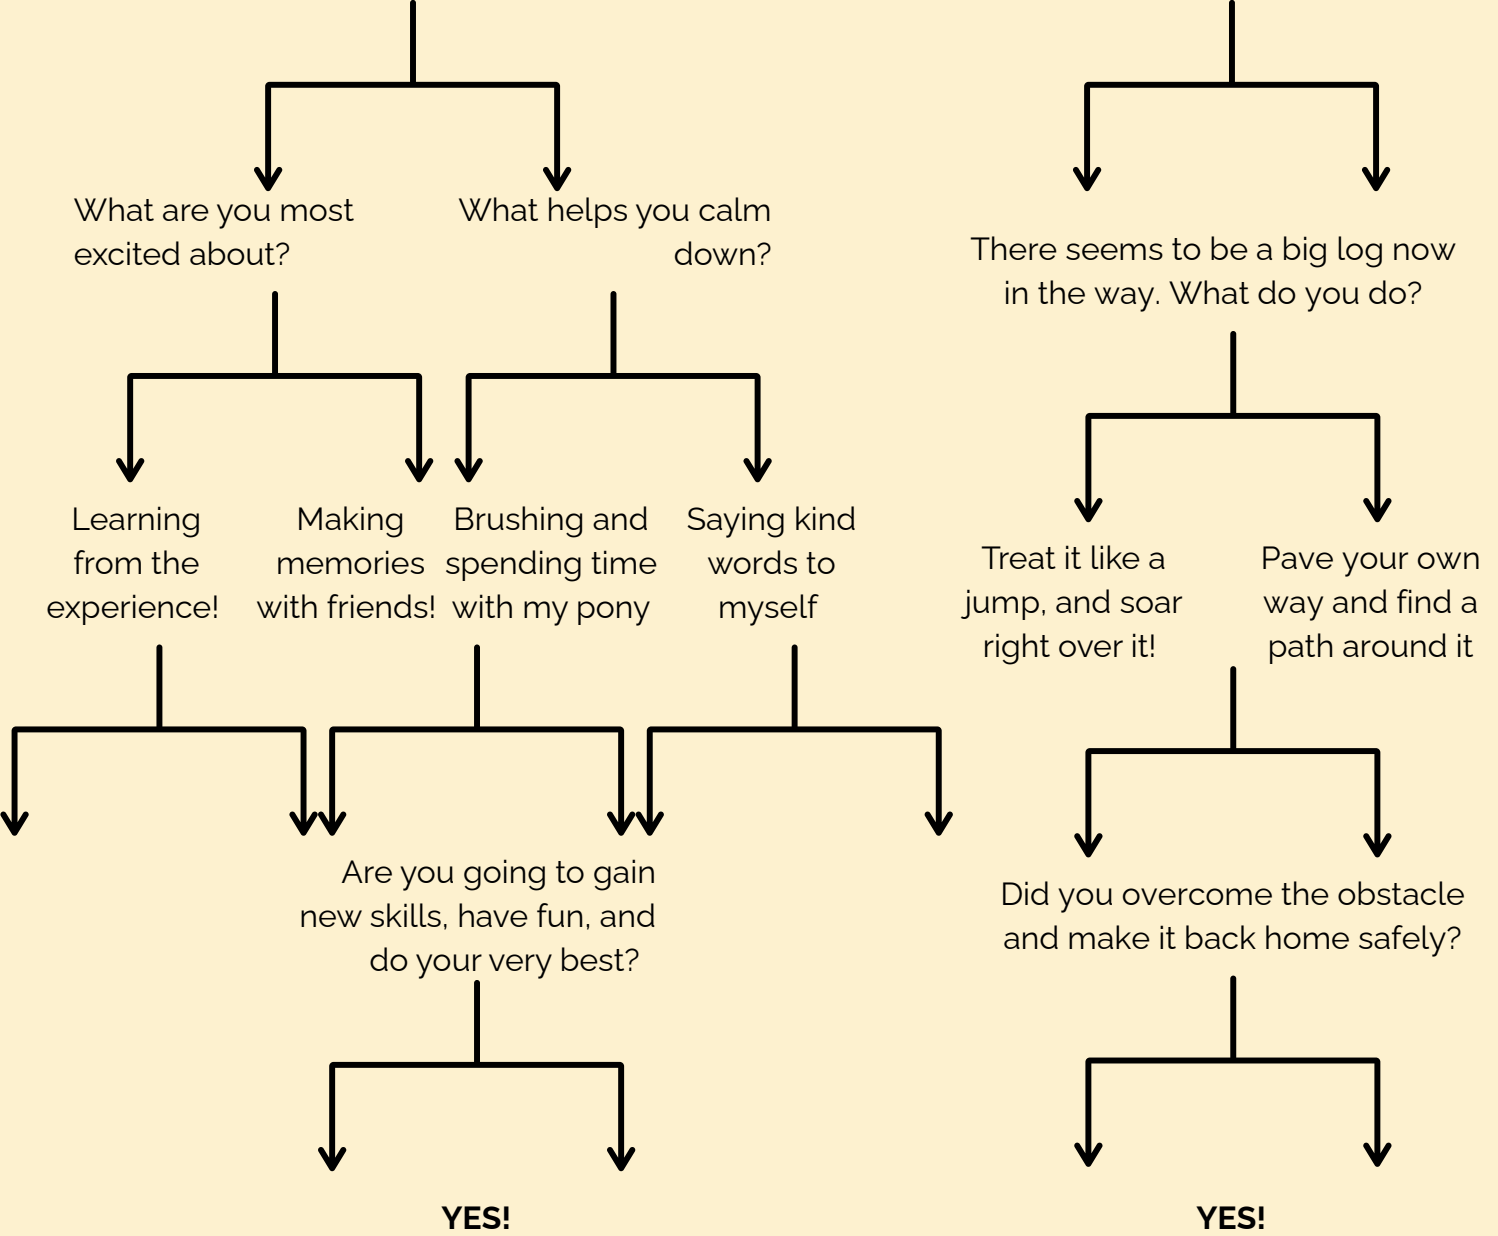 What are you most
excited about?
What helps you calm
down?
Learning
from the
experience!
Making
memories
with friends!
Brushing and
spending time
with my pony
Saying kind
words to
myself
Are you going to gain
new skills, have fun, and
do your very best?
YES!
There seems to be a big log now
in the way. What do you do?
Treat it like a
jump, and soar
right over it!
Pave your own
way and find a
path around it
Did you overcome the obstacle
and make it back home safely?
YES!